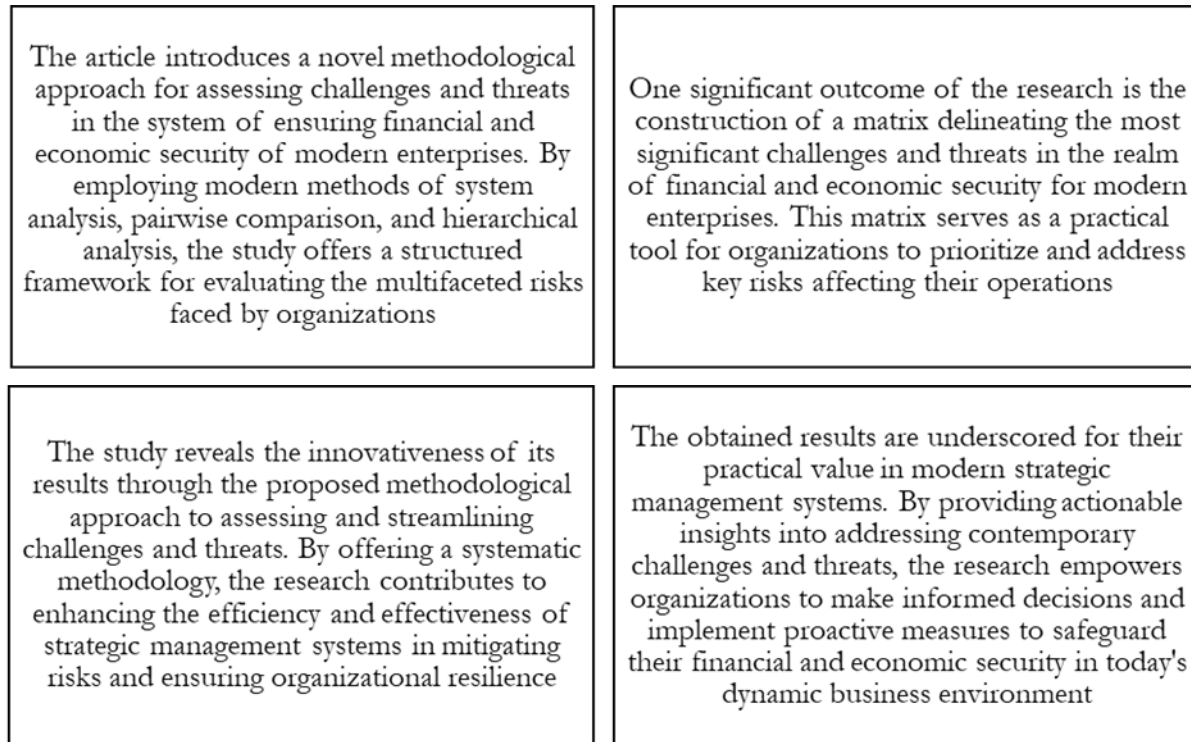 The article introduces a novel methodological
approach for assessing challenges and threats
in the system of ensuring financial and
economic security of modern enterprises. By
employing modern methods of system
analysis, pairwise comparison, and hierarchical
analysis, the study offers a structured
framework for evaluating the multifaceted risks
faced by organizations
One significant outcome of the research is the
construction of a matrix delineating the most
significant challenges and threats in the realm
of financial and economic security for modern
enterprises. This matrix serves as a practical
tool for organizations to prioritize and address
key risks affecting their operations
The study reveals the innovativeness of its
results through the proposed methodological
approach to assessing and streamlining
challenges and threats. By offering a systematic
methodology, the research contributes to
enhancing the efficiency and effectiveness of
strategic management systems in mitigating
risks and ensuring organizational resilience
The obtained results are underscored for their
practical value in modern strategic
management systems. By providing actionable
insights into addressing contemporary
challenges and threats, the research empowers
organizations to make informed decisions and
implement proactive measures to safeguard
their financial and economic security in today's
dynamic business environment